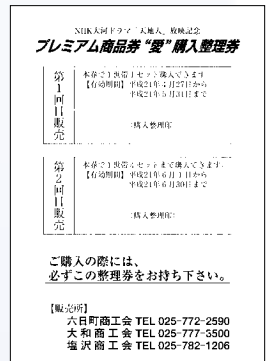 NHK大河ドラマ「天地人」放映記念
プレミアム商品券“愛”購入整理券
第1回目販売
本券で1世帯1セット購入できます
【有効期間】平成21年4月27日から
平成21年5月31日まで
〈購入整理印〉
第2回目販売
本券で1世帯 セットまで購入できます。
【有効期間】平成21年6月1日から
平成21年6月30日まで
〈購入整理印〉
ご購入の際には、
必ずこの整理券をお持ち下さい。
【販売所】
六日町商工会 TEL 025-772-2590
大和商工会 TEL 025-777-3500
塩沢商工会 TEL 025-782-1206